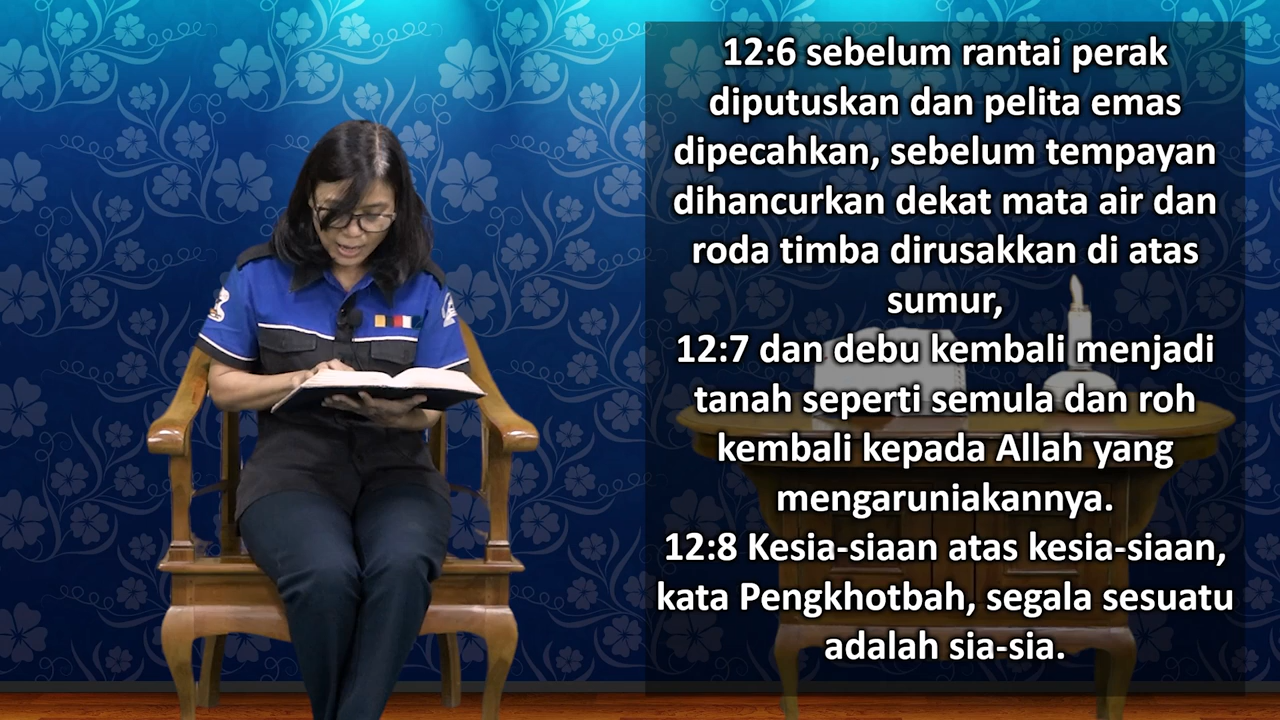 12:6 sebelum rantai perak
diputuskan dan pelita emas
dipecahkan, sebelum tempayan
dihancurkan dekat mata air dan
roda timba dirusakkan di atas
sumur,
12:7 dan debu kembali menjadi
tanah seperti semula dan roh
kembali kepada Allah yang
mengaruniakannya.
12:8 Kesia-siaan atas kesia-siaan,
kata Pengkhotbah, segala sesuatu
adalah sia-sia.